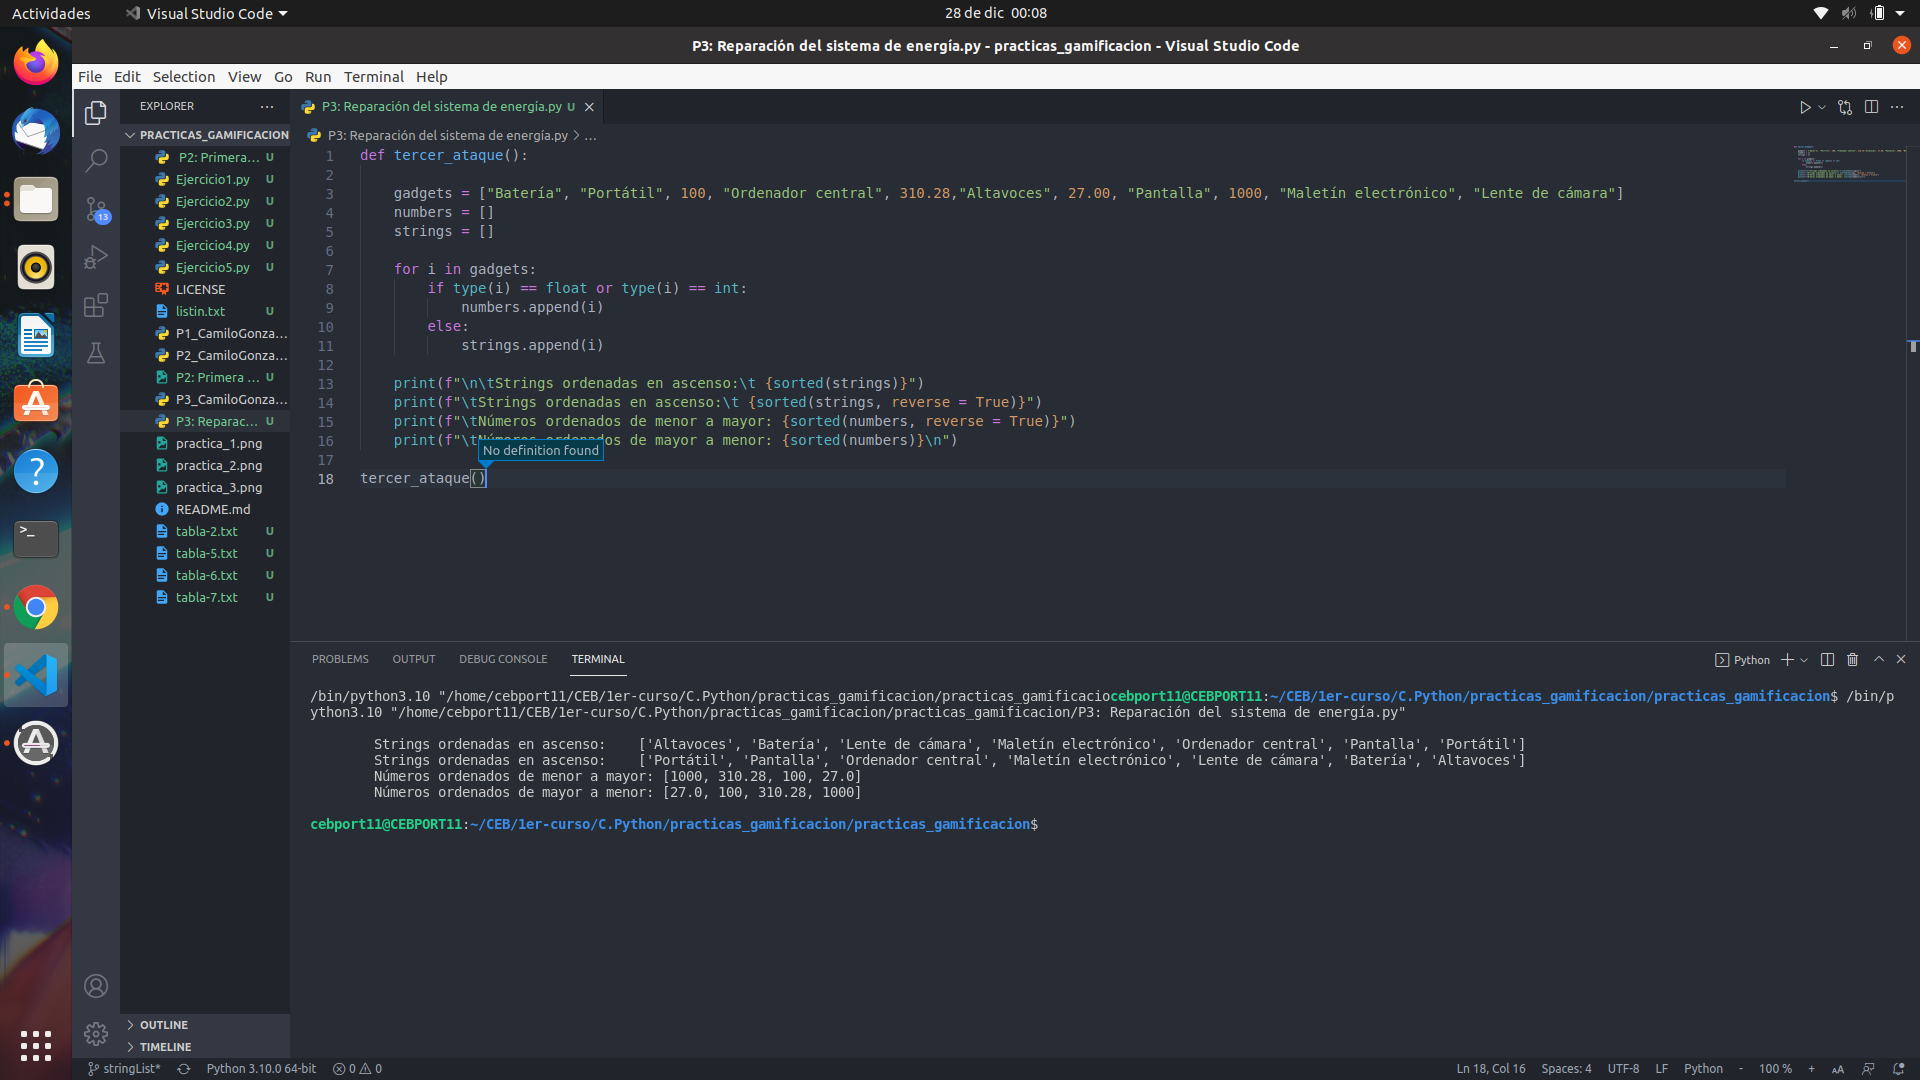 Actividades
Visual Studio Code
28 de dic 00:08
P3: Reparación del sistema de energía.py - practicas_gamificacion - Visual Studio Code
File Edit Selection View Go Run Terminal Help
EXPLORER
PRACTICAS_GAMIFICACION
P2: Primera... U
Ejercicio1.py U
Ejercicio2.py U
Ejercicio3.py U
Ejercicio4.py U
Ejercicio5.py U
LICENSE
listin.txt U
P1_CamiloGonza...
P2_CamiloGonza...
P2: Primera ... U
P3_CamiloGonza...
P3: Reparac... U
practica_1.png
practica_2.png
practica_3.png
README.md
tabla-2.txt U
tabla-5.txt U
tabla-6.txt U
tabla-7.txt U
OUTLINE
TIMELINE
13
P3: Reparación del sistema de energía.py U
P3: Reparación del sistema de energía.py > ...
1 def tercer_ataque():
2
3 gadgets = ["Batería", "Portátil", 100, "Ordenador central", 310.28,"Altavoces", 27.00, "Pantalla", 1000, "Maletín electrónico", "Lente de cámara"]
4 numbers = []
5 strings = []
6
7 for i in gadgets:
8 if type(i) == float or type(i) == int:
9 numbers.append(i)
10 else:
11 strings.append(i)
12
13 print(f"\n\tStrings ordenadas en ascenso:\t {sorted(strings)}")
14 print(f"\tStrings ordenadas en ascenso:\t {sorted(strings, reverse = True)}")
15 print(f"\tNúmeros ordenados de menor a mayor: {sorted(numbers, reverse = True)}")
16 print(f"\tNúmeros ordenados de mayor a menor: {sorted(numbers)}\n")
No definition found
17
18 tercer_ataque()
PROBLEMS OUTPUT DEBUG CONSOLE TERMINAL
Python
/bin/python3.10 "/home/cebport11/CEB/1er-curso/C.Python/practicas_gamificacion/practicas_gamificaciocebport11@CEBPORT11:~/CEB/1er-curso/C.Python/practicas_gamificacion/practicas_gamificacion$ /bin/p
ython3.10 "/home/cebport11/CEB/1er-curso/C.Python/practicas_gamificacion/practicas_gamificacion/P3: Reparación del sistema de energía.py"
Strings ordenadas en ascenso: ['Altavoces', 'Batería', 'Lente de cámara', 'Maletín electrónico', 'Ordenador central', 'Pantalla', 'Portátil']
Strings ordenadas en ascenso: ['Portátil', 'Pantalla', 'Ordenador central', 'Maletín electrónico', 'Lente de cámara', 'Batería', 'Altavoces']
Números ordenados de menor a mayor: [1000, 310.28, 100, 27.0]
Números ordenados de mayor a menor: [27.0, 100, 310.28, 1000]
cebport11@CEBPORT11:~/CEB/1er-curso/C.Python/practicas_gamificacion/practicas_gamificacion$
stringList* Python 3.10.0 64-bit 0 0
Ln 18, Col 16 Spaces: 4 UTF-8 LF Python - 100 % + AA